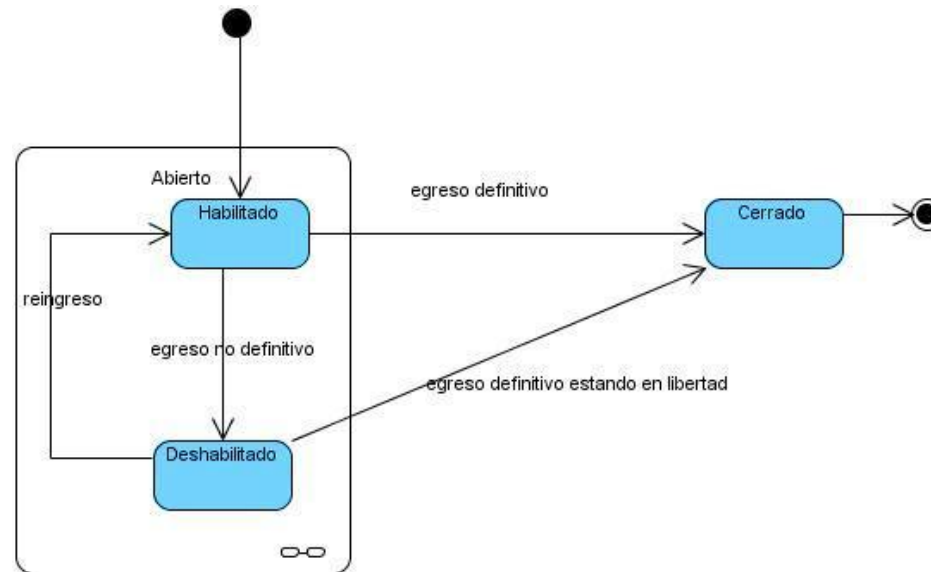 Abierto
egreso definitivo
Habilitado
Cerrado
reingreso
egreso no definitivo
egreso definitivo estando en libertad
Deshabilitado